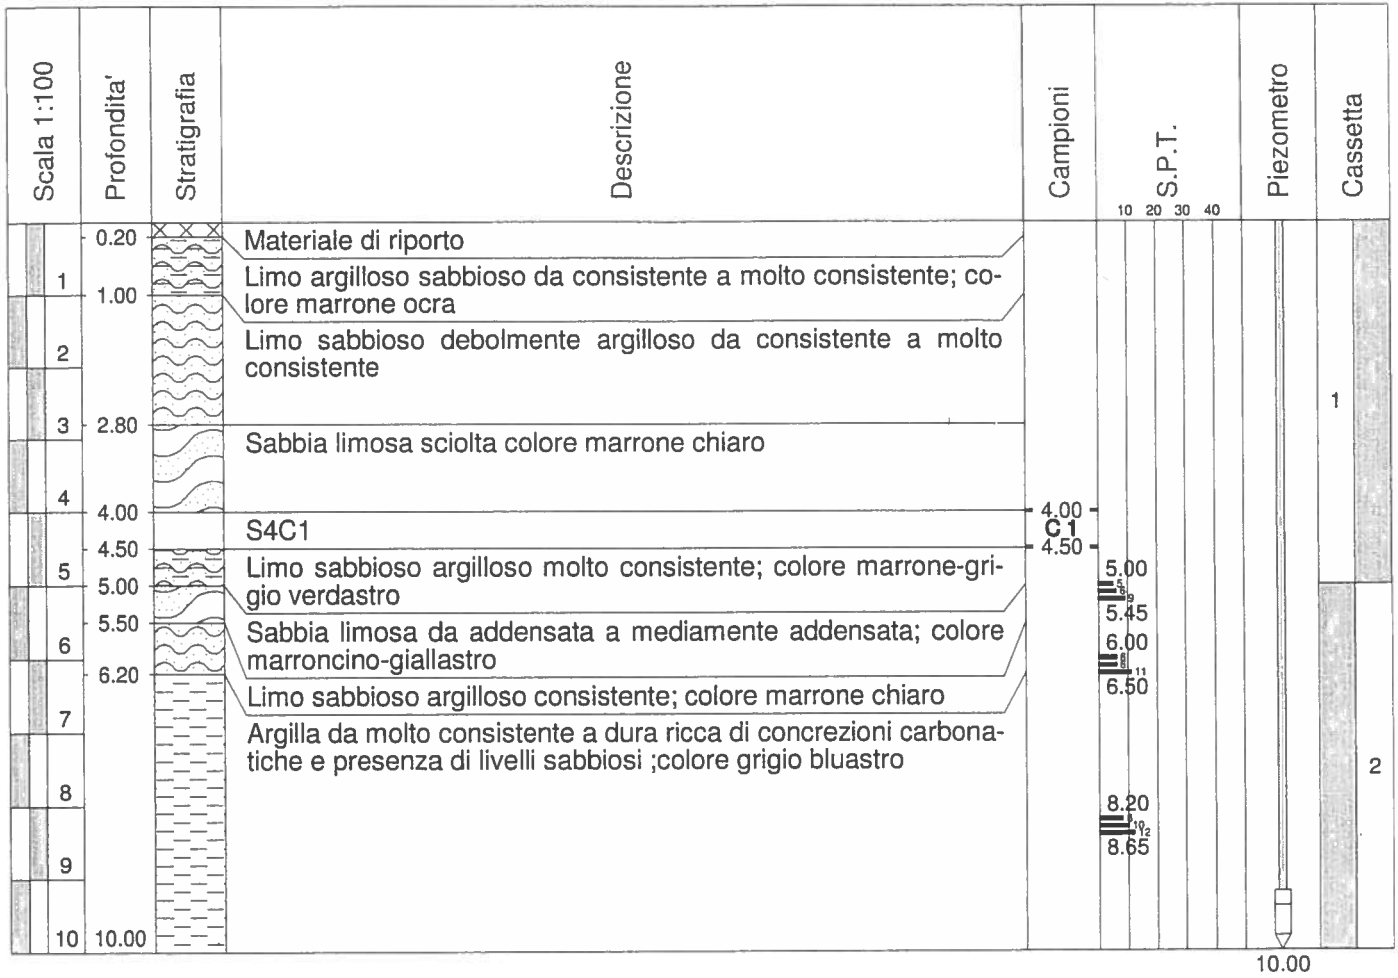 Scala 1:100
Profondita'
Stratigrafia
Descrizione
Campioni
S.P.T.
10 20 30 40
Piezometro
Cassetta
0.20
Materiale di riporto
Limo argilloso sabbioso da consistente a molto consistente; co-
lore marrone ocra
1
1.00
Limo sabbioso debolmente argilloso da consistente a molto
consistente
2
3
2.80
Sabbia limosa sciolta colore marrone chiaro
1
4
4.00
4.00
S4C1
C1
4.50
4.50
Limo sabbioso argilloso molto consistente; colore marrone-gri-
gio verdastro
5
5.00
5.00
9
5.45
5.50
Sabbia limosa da addensata a mediamente addensata; colore
marroncino-giallastro
6
6.00
11
6.50
6.20
Limo sabbioso argilloso consistente; colore marrone chiaro
7
Argilla da molto consistente a dura ricca di concrezioni carbona-
tiche e presenza di livelli sabbiosi ;colore grigio bluastro
2
8
8.20
10
12
8.65
9
10
10.00
10.00